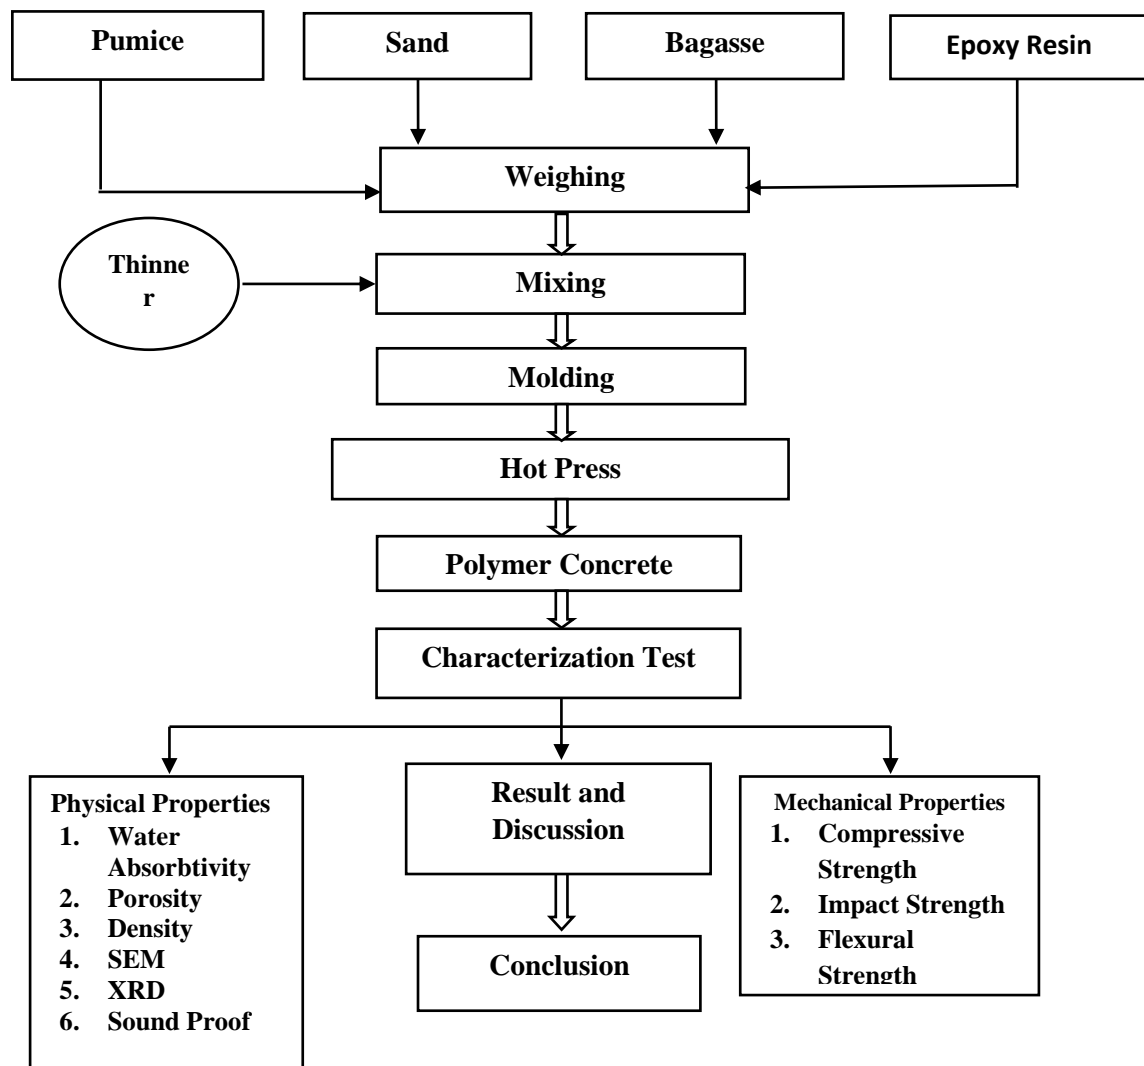 Pumice
Sand
Bagasse
Epoxy Resin
Weighing
Thinne
r
Mixing
Molding
Hot Press
Polymer Concrete
Characterization Test
Physical Properties
1. Water
Absorbtivity
2. Porosity
3. Density
4. SEM
5. XRD
6. Sound Proof
Result and
Discussion
Conclusion
Mechanical Properties
1. Compressive
Strength
2. Impact Strength
3. Flexural
Strength